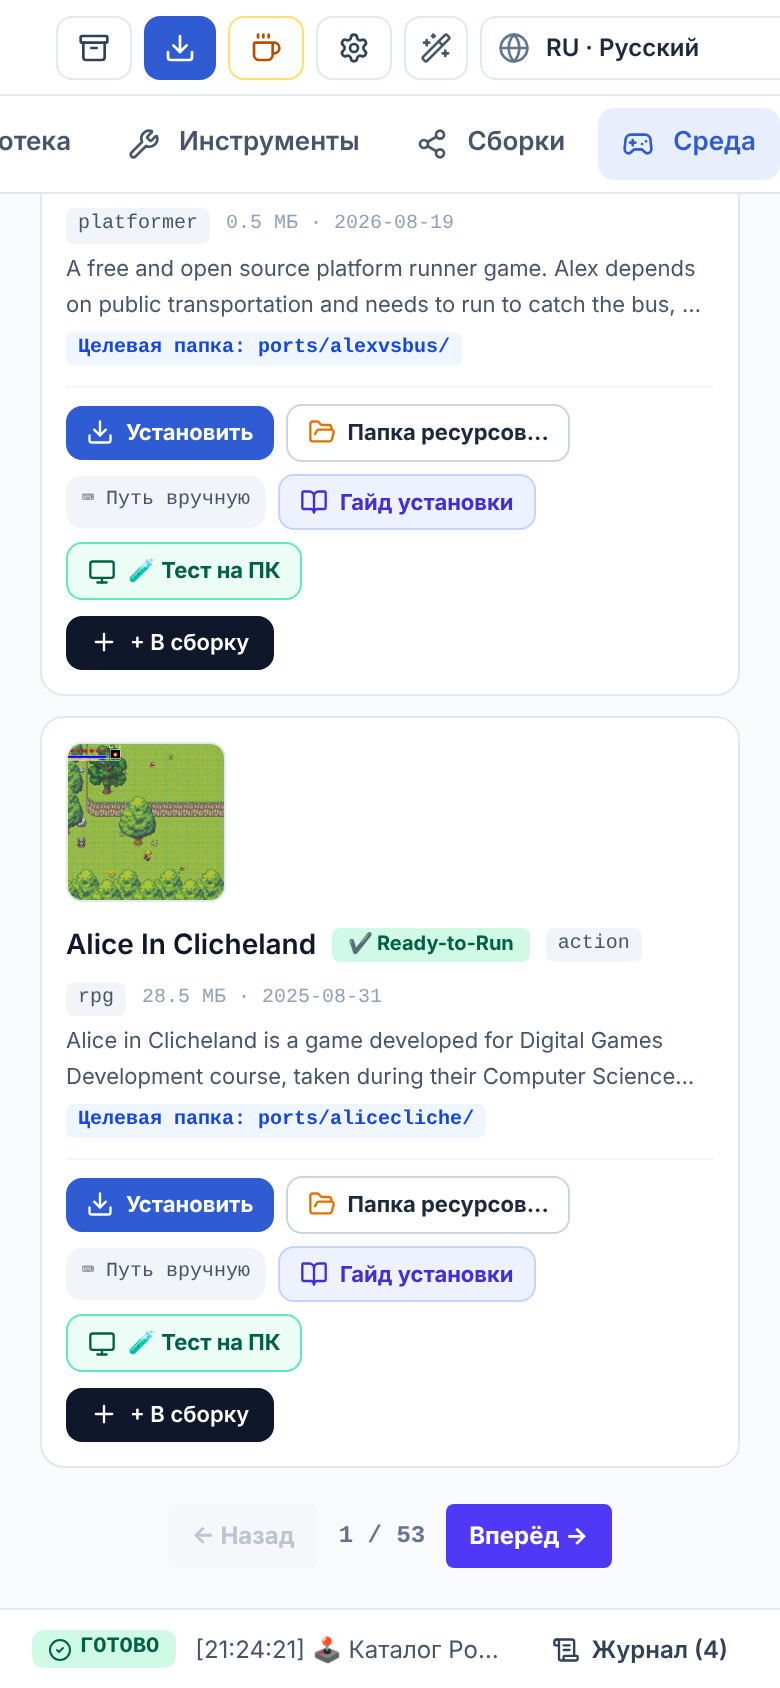 RU · Русский
отека Инструменты Сборки Среда
platformer 0.5 МБ · 2026-08-19
A free and open source platform runner game. Alex depends
on public transportation and needs to run to catch the bus, ...
Целевая папка: ports/alexvsbus/
Установить Папка ресурсов...
Путь вручную Гайд установки
Тест на ПК
+ В сборку
Alice In Clicheland Ready-to-Run action
rpg 28.5 МБ · 2025-08-31
Alice in Clicheland is a game developed for Digital Games
Development course, taken during their Computer Science...
Целевая папка: ports/alicecliche/
Установить Папка ресурсов...
Путь вручную Гайд установки
Тест на ПК
+ В сборку
← Назад 1 / 53 Вперёд →
ГОТОВО [21:24:21] Каталог Po... Журнал (4)